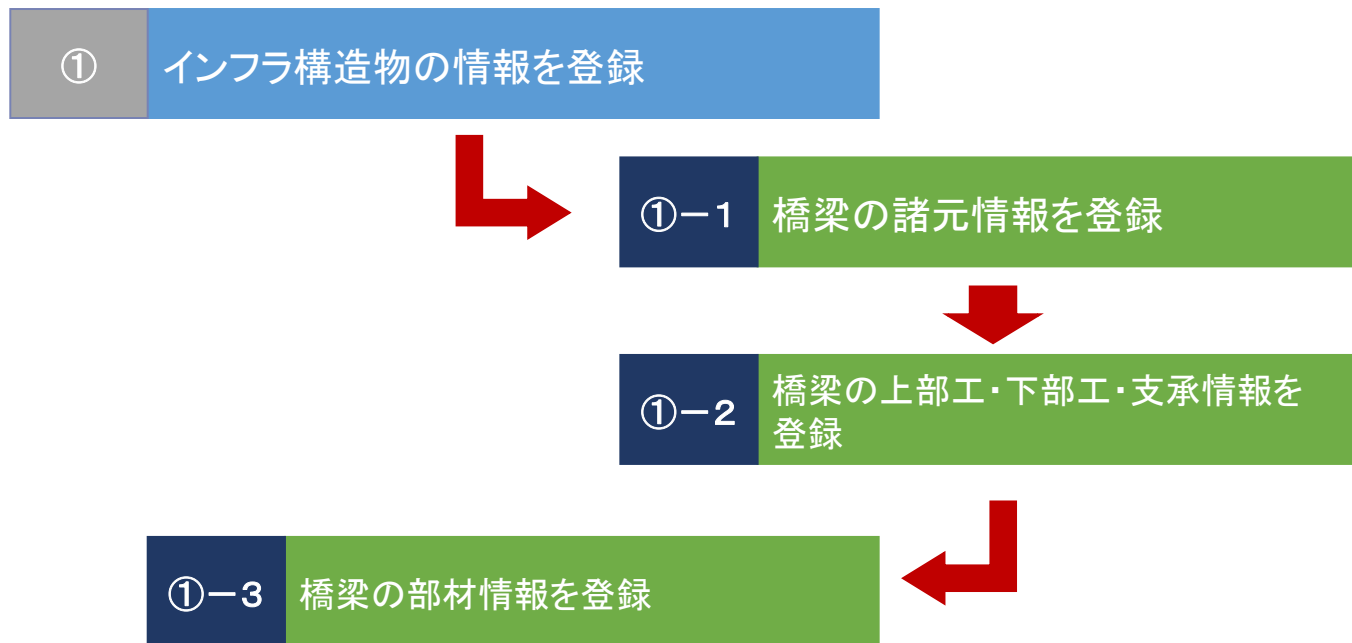 ① インフラ構造物の情報を登録
①-1 橋梁の諸元情報を登録
①-2 橋梁の上部工・下部工・支承情報を
登録
①-3 橋梁の部材情報を登録